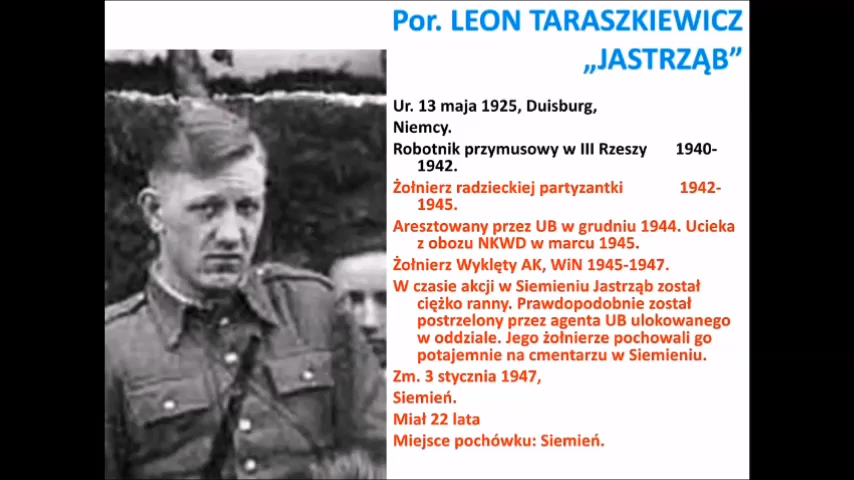 Por. LEON TARASZKIEWICZ
„JASTRZĄB”
Ur. 13 maja 1925, Duisburg,
Niemcy.
Robotnik przymusowy w III Rzeszy 1940-
1942.
Żołnierz radzieckiej partyzantki 1942-
1945.
Aresztowany przez UB w grudniu 1944. Ucieka
z obozu NKWD w marcu 1945.
Żołnierz Wyklęty AK, WiN 1945-1947.
W czasie akcji w Siemieniu Jastrząb został
ciężko ranny. Prawdopodobnie został
postrzelony przez agenta UB ulokowanego
w oddziale. Jego żołnierze pochowali go
potajemnie na cmentarzu w Siemieniu.
Zm. 3 stycznia 1947,
Siemień.
Miał 22 lata
Miejsce pochówku: Siemień.